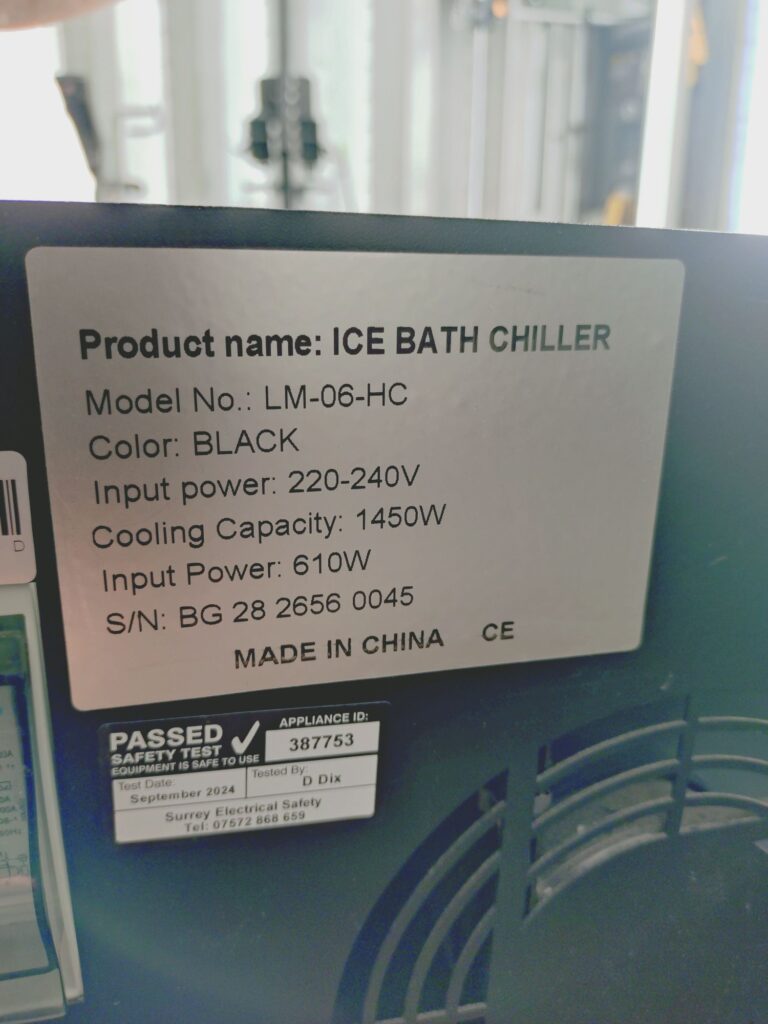 Product name: ICE BATH CHILLER
Model No.: LM-06-HC
Color: BLACK
Input power: 220-240V
Cooling Capacity: 1450W
Input Power: 610W
S/N: BG 28 2656 0045
MADE IN CHINA CE
D
PASSED
SAFETY TEST
EQUIPMENT IS SAFE TO USE
APPLIANCE ID:
387753
Test Date:
September 2024
Tested By
D Dix
Surrey Electrical Safety
Tel: 07572 868 659